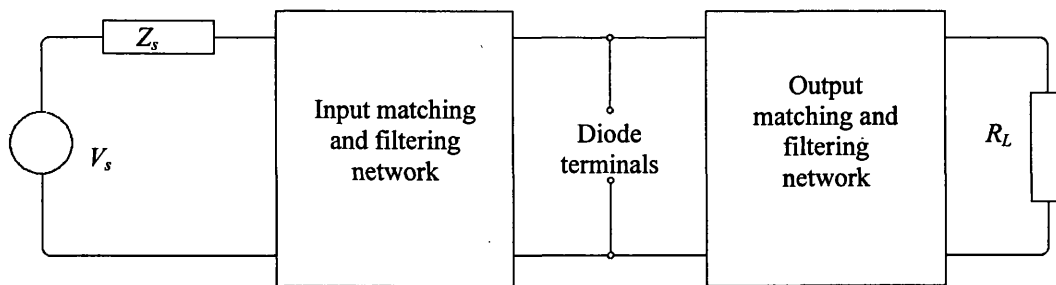 Z_s
V_s
Input matching
and filtering
network
Diode
terminals
Output
matching and
filtering
network
R_L